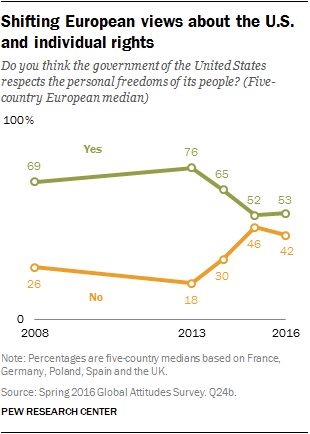 Shifting European views about the U.S.
and individual rights
Do you think the government of the United States
respects the personal freedoms of its people? (Five-
country European median)
100%
Yes
69
76
65
52
53
26
18
30
46
42
No
0
2008
2013
2016
Note: Percentages are five-country medians based on France,
Germany, Poland, Spain and the UK.
Source: Spring 2016 Global Attitudes Survey. Q24b.
PEW RESEARCH CENTER